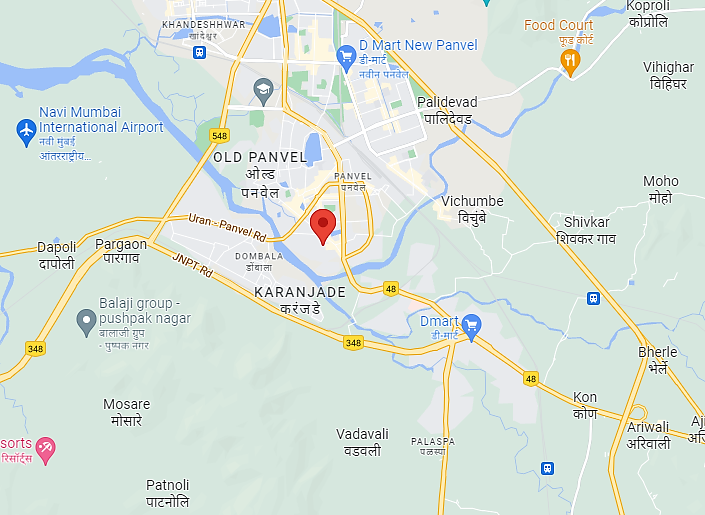 Koproli
कोप्रोली
KHANDESHHWAR
खांदेश्वर
Food Court
फूड कोर्ट
D Mart New Panvel
डी-मार्ट
नवीन पनवेल
Vihighar
विहिघर
Palidevad
पालिदेवड
Navi Mumbai
International Airport
नवी मुंबई
आंतरराष्ट्रीय...
548
OLD PANVEL
ओल्ड
पनवेल
PANVEL
पनवेल
Moho
मोहो
Vichumbe
विचुंबे
Shivkar
शिवकर गाव
Uran - Panvel Rd
Dapoli
दापोली
Pargaon
पारगाव
DOMBALA
डोंबाला
JNPT Rd
KARANJADE
करंजडे
48
Balaji group -
pushpak nagar
बालाजी ग्रुप
- पुष्पक नगर
Dmart
डी-मार्ट
348
348
Bherle
भेर्ले
48
Kon
कोण
Mosare
मोसारे
Ariwali
अरिवाली
Aji
sorts
रिसॉर्ट्स
Vadavali
वडवली
PALASPA
पळस्पा
Patnoli
पाटनोलि